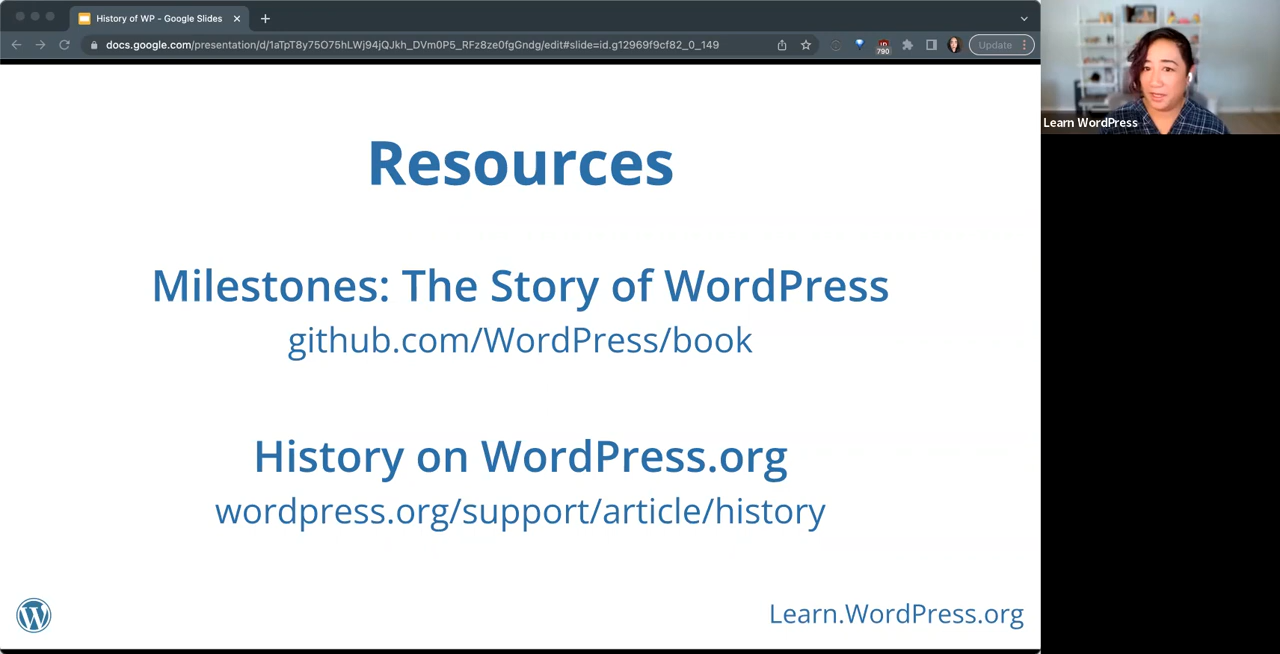 History of WP - Google Slides
docs.google.com/presentation/d/1aTpT8y75O75hLWj94jQJkh_DVm0P5_RFz8ze0fgGndg/edit#slide=id.g12969f9cf82_0_149
790
Update
Learn WordPress
Resources
Milestones: The Story of WordPress
github.com/WordPress/book
History on WordPress.org
wordpress.org/support/article/history
Learn.WordPress.org